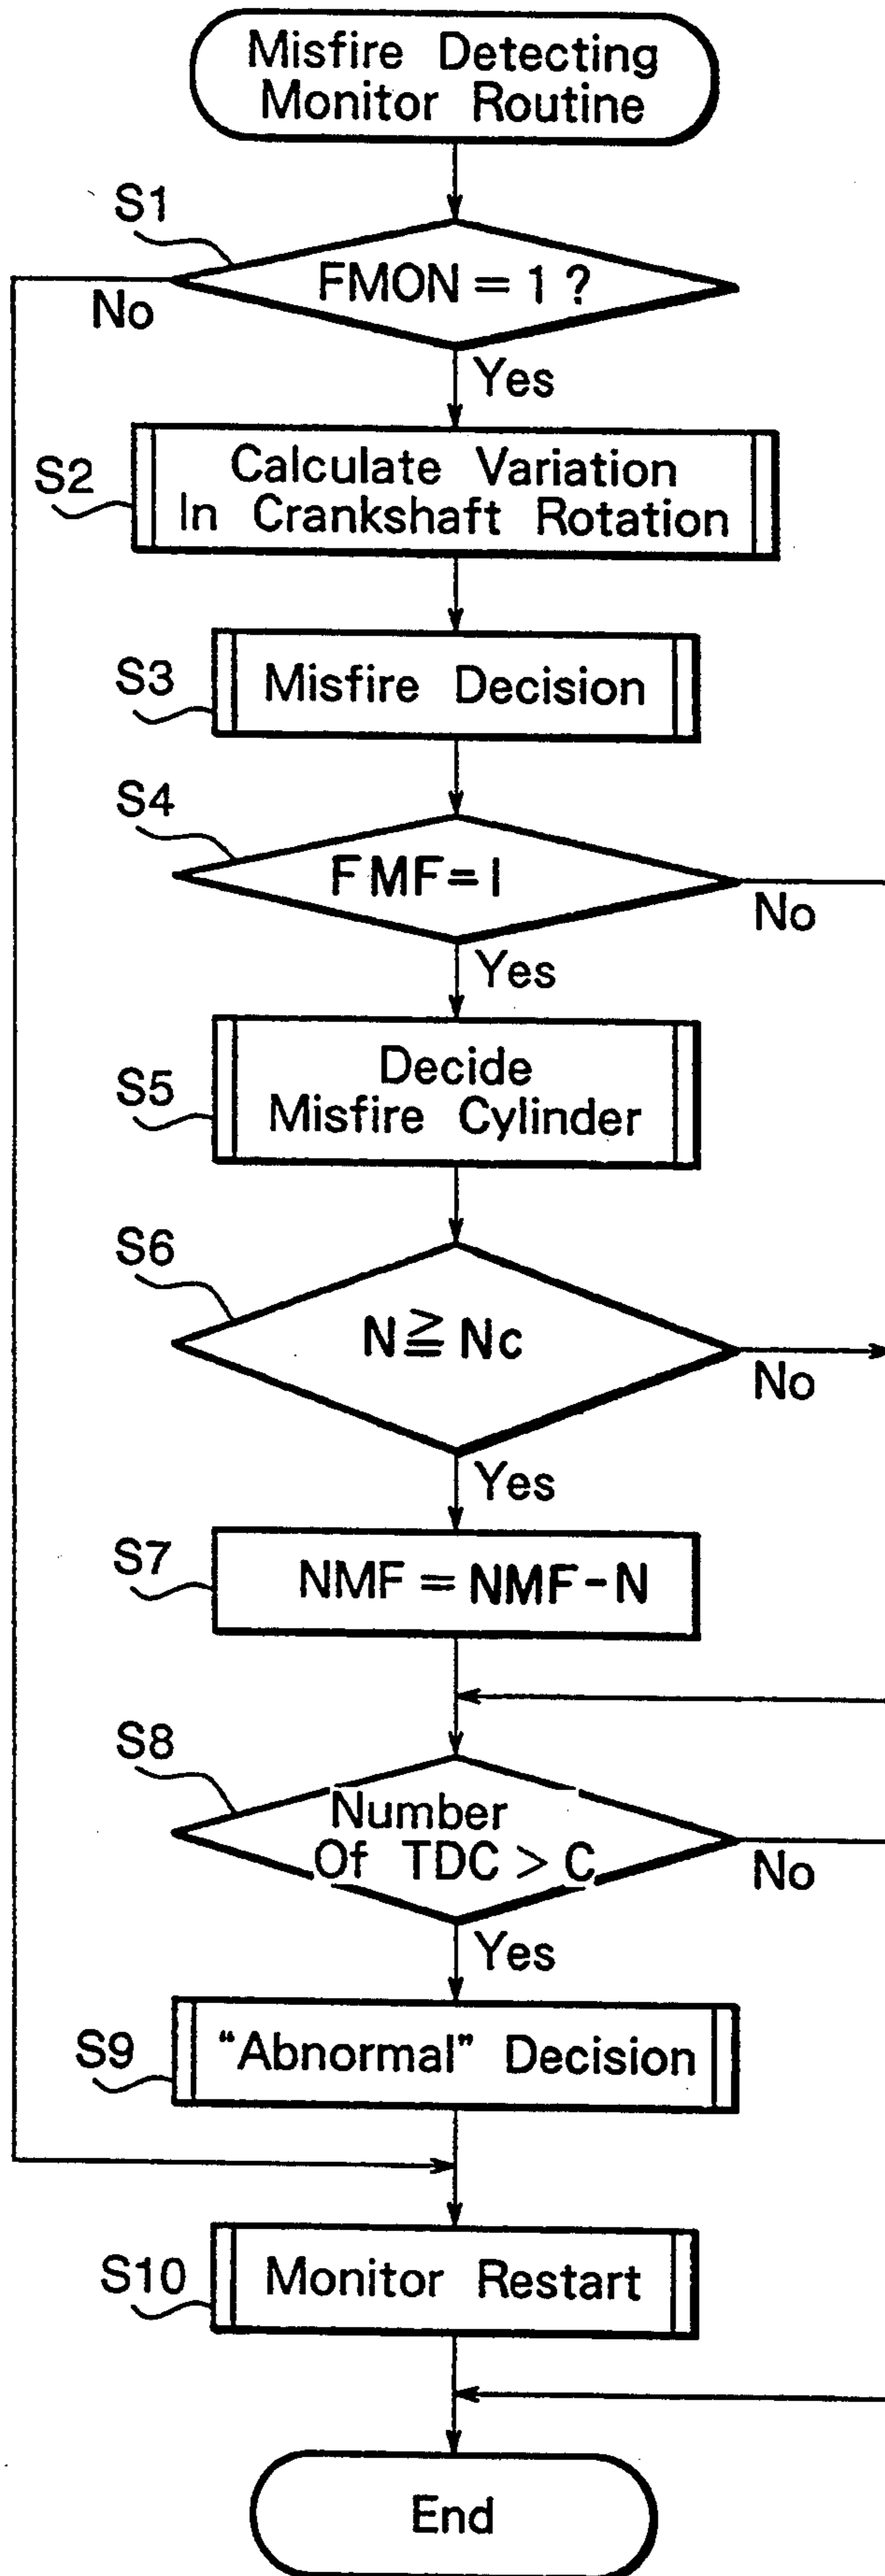 Misfire Detecting
Monitor Routine
S1
FMON = 1 ?
No
Yes
S2
Calculate Variation
In Crankshaft Rotation
S3
Misfire Decision
S4
FMF = 1
No
Yes
S5
Decide
Misfire Cylinder
S6
N ≧ Nc
No
Yes
S7
NMF = NMF - N
S8
Number
Of TDC > C
No
Yes
S9
“Abnormal” Decision
S10
Monitor Restart
End